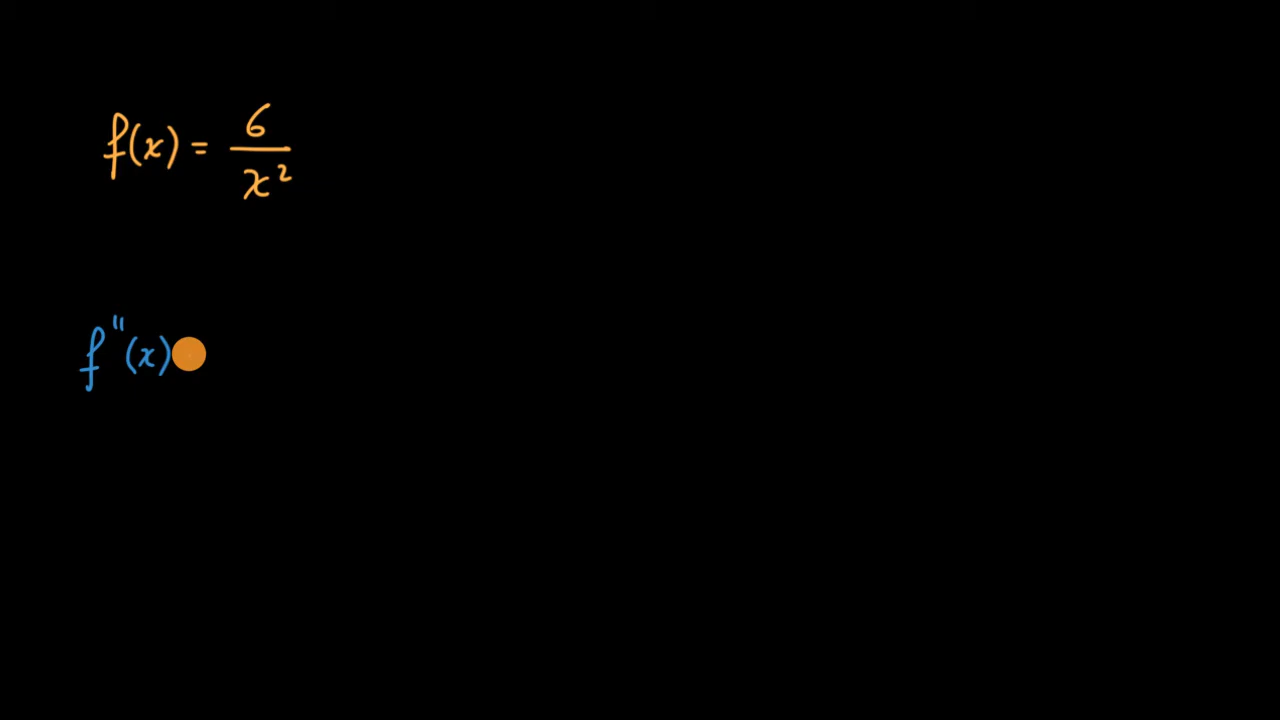 f(x) = 6/x²
f"(x)